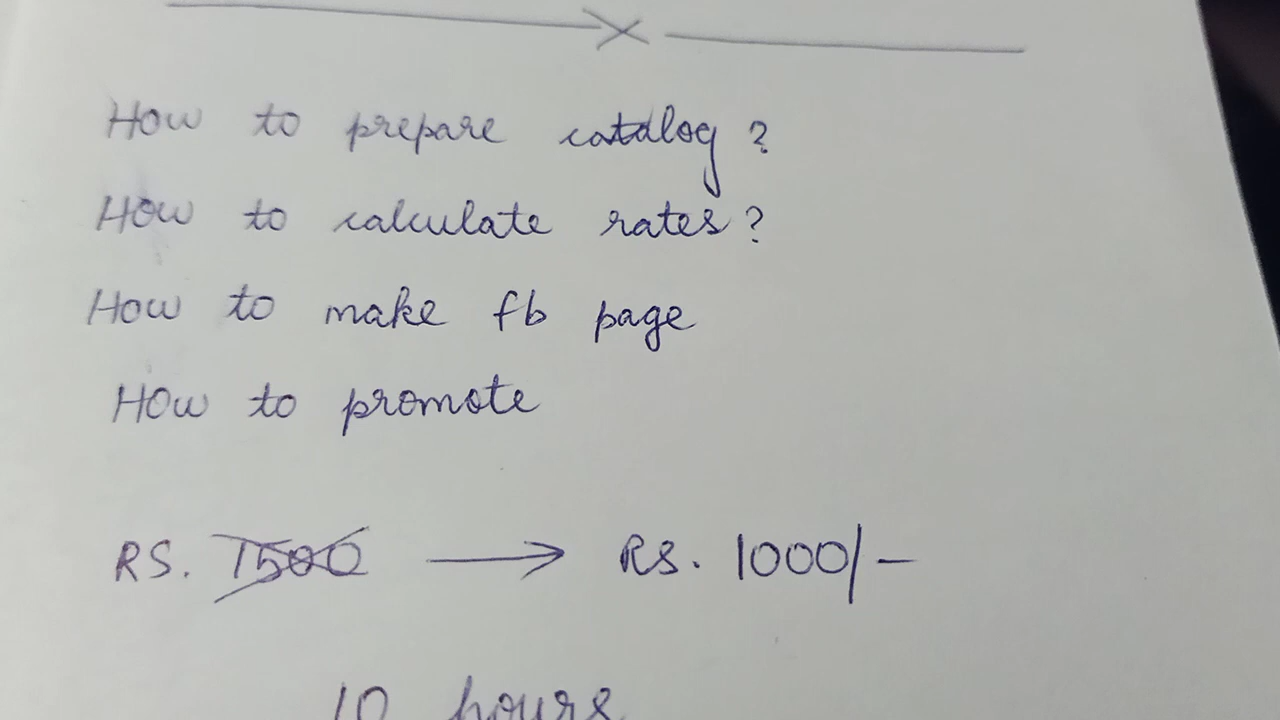 How to prepare catalog?
How to calculate rates?
How to make fb page
How to promote
RS. 1500 → RS. 1000/-
10 hours